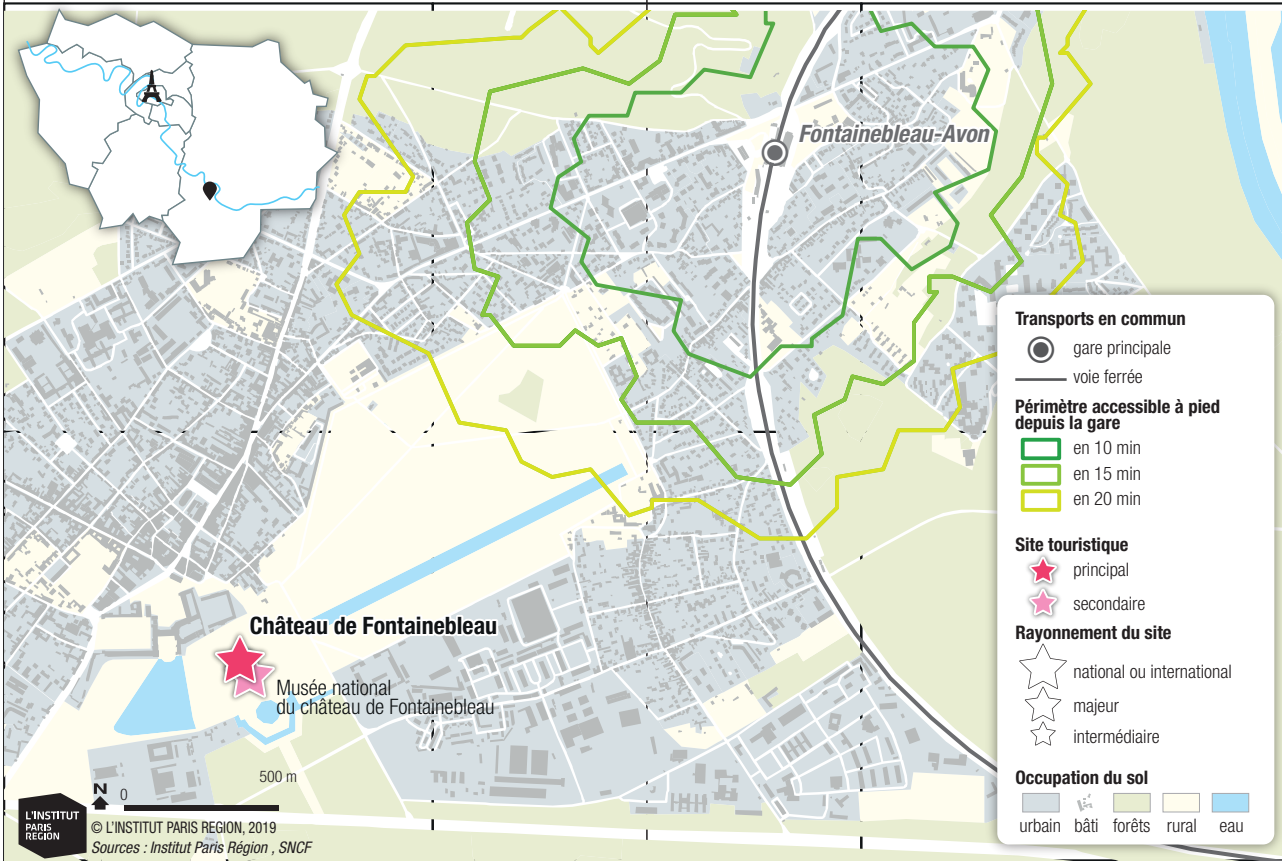 Fontainebleau-Avon
Transports en commun
gare principale
voie ferrée
Périmètre accessible à pied
depuis la gare
en 10 min
en 15 min
en 20 min
Site touristique
principal
secondaire
Rayonnement du site
national ou international
majeur
intermédiaire
Occupation du sol
urbain bâti forêts rural eau
Château de Fontainebleau
Musée national
du château de Fontainebleau
500 m
N
0
L'INSTITUT
PARIS
REGION
© L'INSTITUT PARIS REGION, 2019
Sources : Institut Paris Région , SNCF